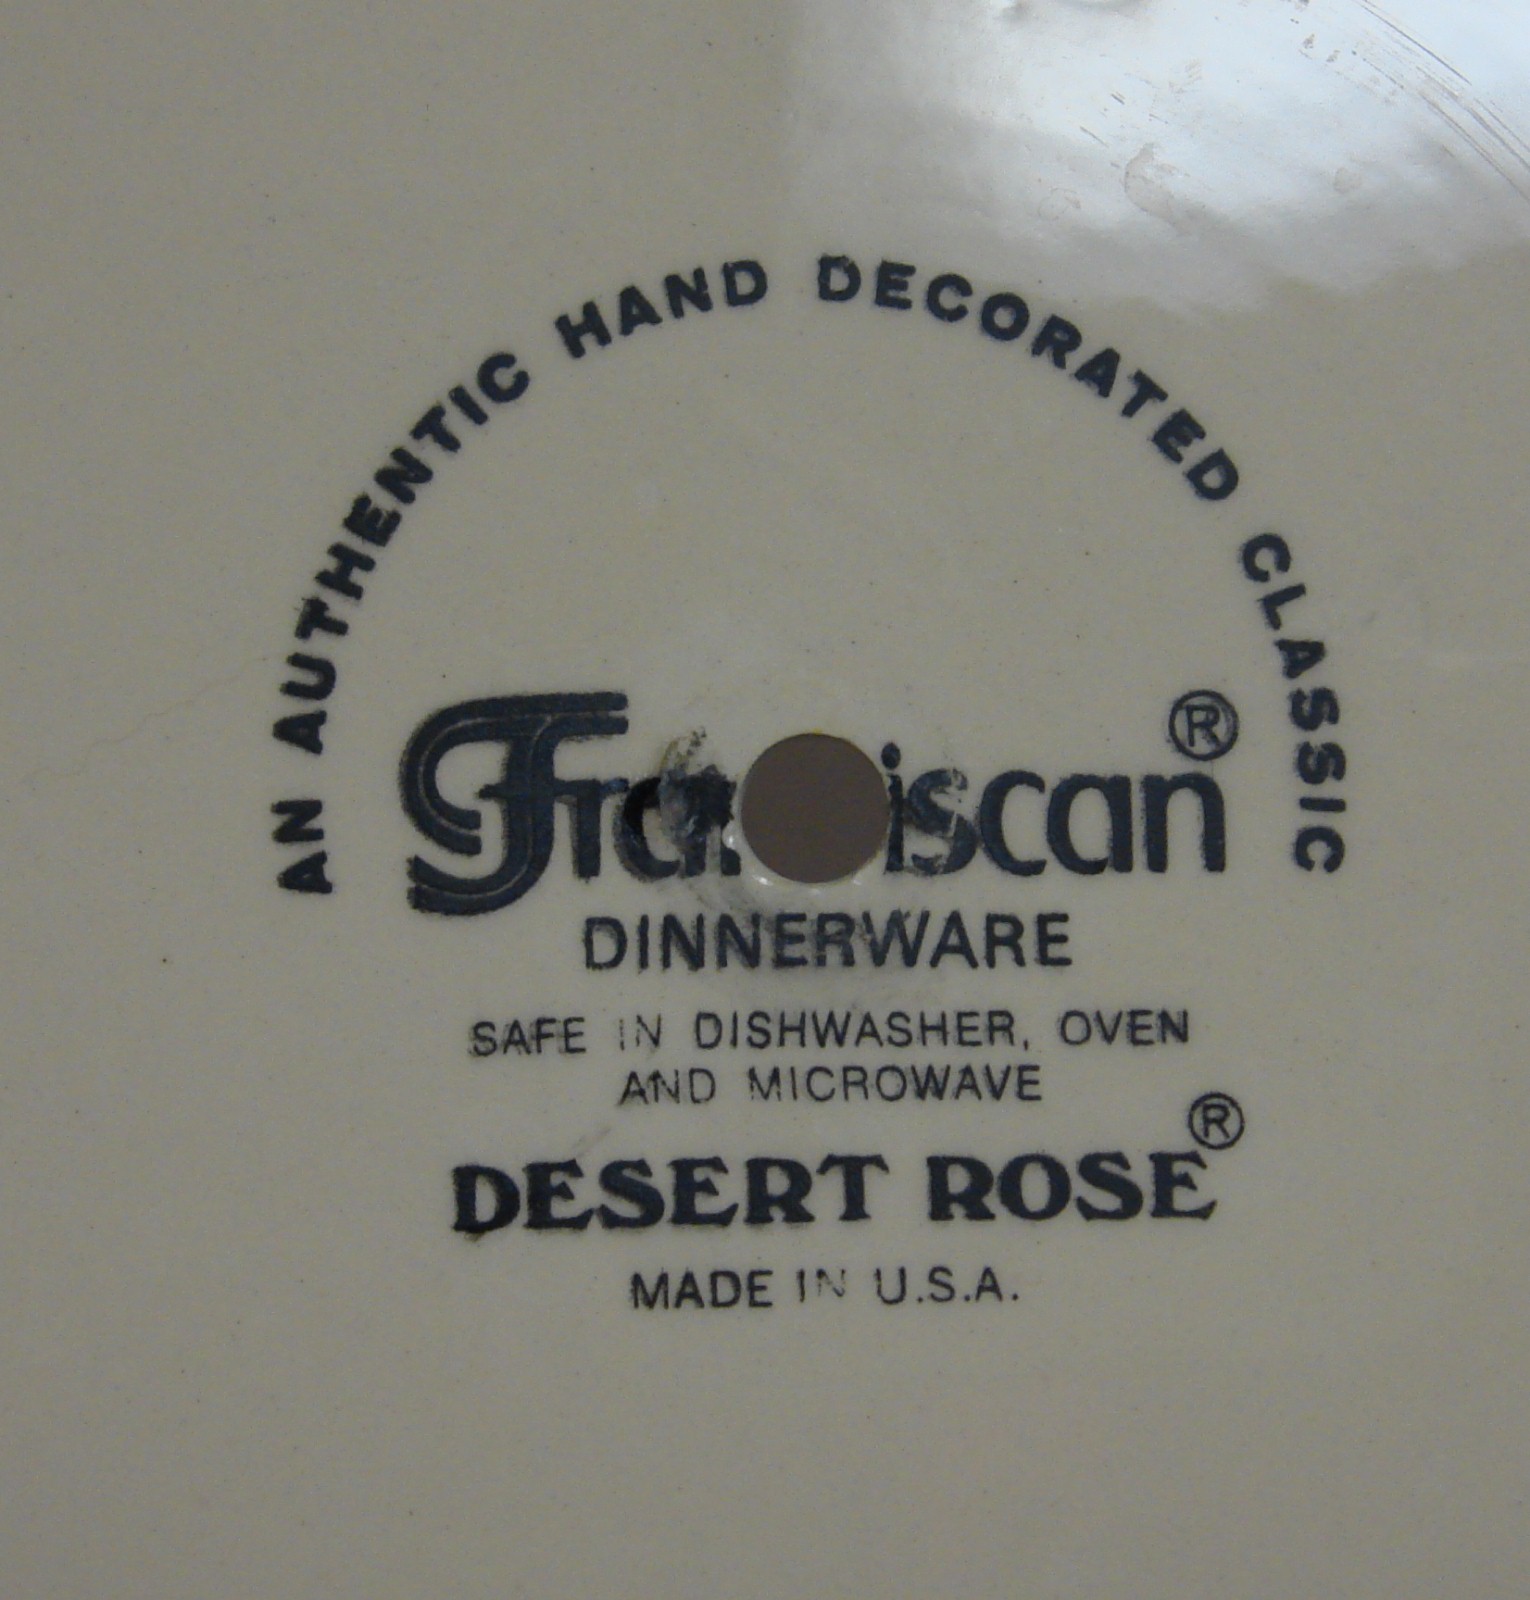 AN AUTHENTIC HAND DECORATED CLASSIC
Franciscan®
DINNERWARE
SAFE IN DISHWASHER, OVEN
AND MICROWAVE
DESERT ROSE®
MADE IN U.S.A.